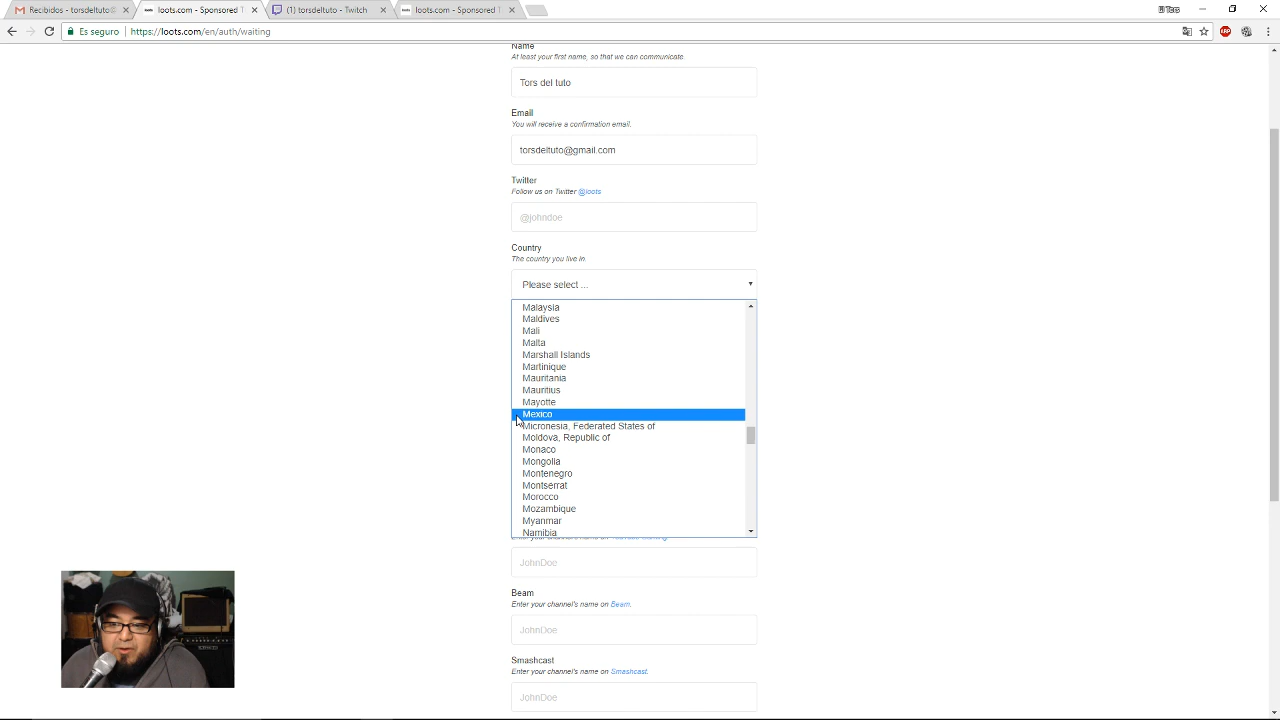 Recibidos - torsdeltuto@
loots.com - Sponsored T
torsdeltuto - Twitch
loots.com - Sponsored T
Tors
Es seguro
https://loots.com/en/auth/waiting
ABP
Name
At least your first name, so that we can communicate.
Tors del tuto
Email
You will receive a confirmation email.
torsdeltuto@gmail.com
Twitter
Follow us on Twitter @loots
@johndoe
Country
The country you live in.
Please select ...
Malaysia
Maldives
Mali
Malta
Marshall Islands
Martinique
Mauritania
Mauritius
Mayotte
Mexico
Micronesia, Federated States of
Moldova, Republic of
Monaco
Mongolia
Montenegro
Montserrat
Morocco
Mozambique
Myanmar
Namibia
JohnDoe
Beam
Enter your channel's name on Beam.
JohnDoe
Smashcast
Enter your channel's name on Smashcast.
JohnDoe